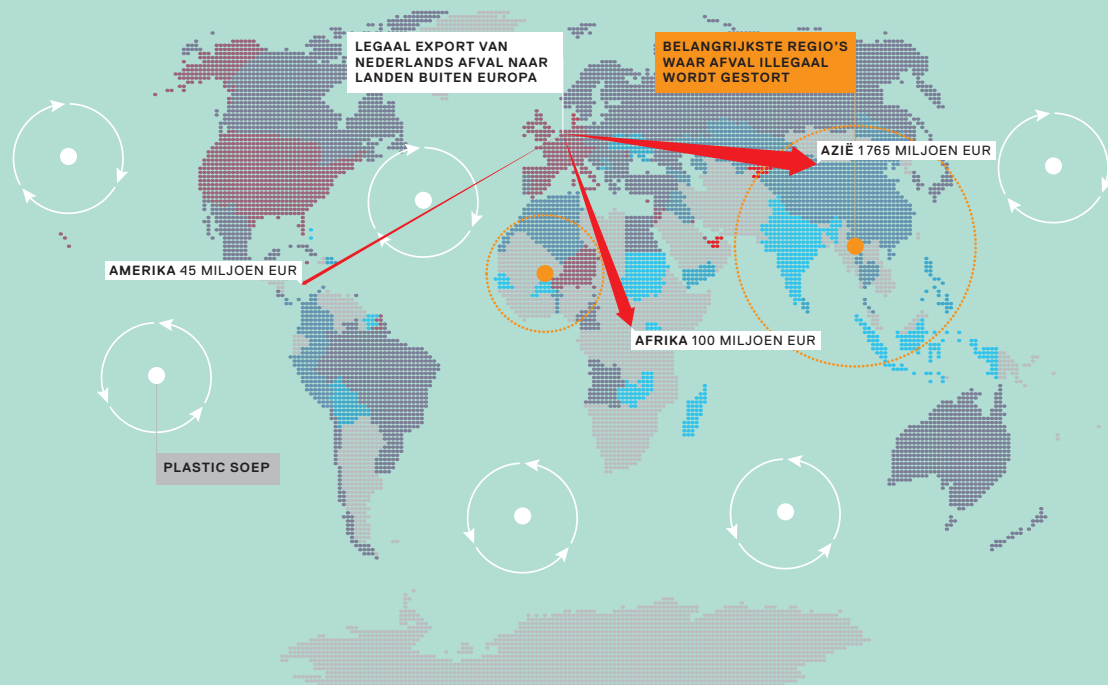 LEGAAL EXPORT VAN
NEDERLANDS AFVAL NAAR
LANDEN BUITEN EUROPA
BELANGRIJKSTE REGIO'S
WAAR AFVAL ILLEGAAL
WORDT GESTORT
AZIË 1765 MILJOEN EUR
AMERIKA 45 MILJOEN EUR
AFRIKA 100 MILJOEN EUR
PLASTIC SOEP